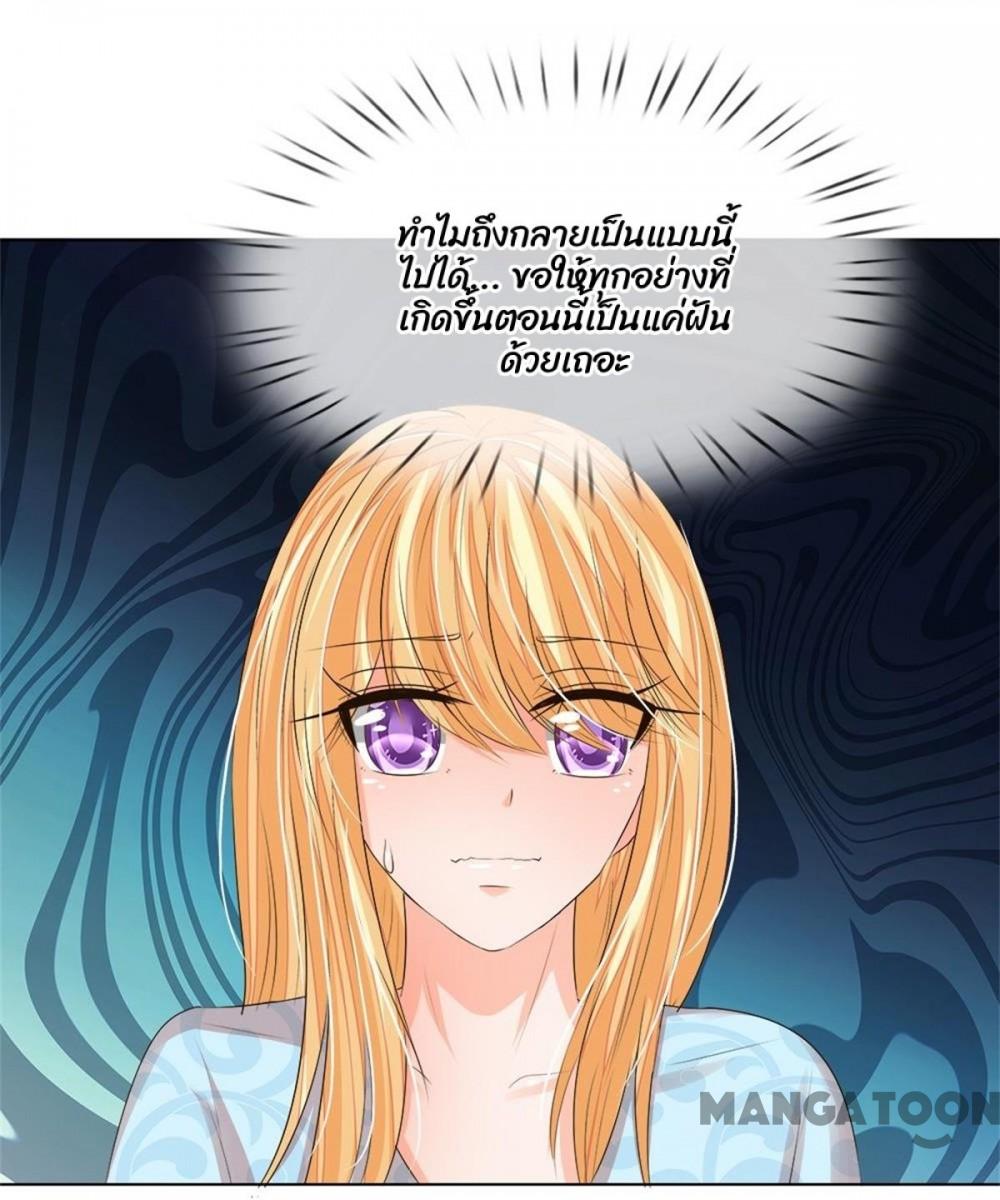 ทำไมถึงกลายเป็นแบบนี้
ไปได้... ขอให้ทุกอย่างที่
เกิดขึ้นตอนนี้เป็นแค่ฝัน
ด้วยเถอะ
MANGATOON